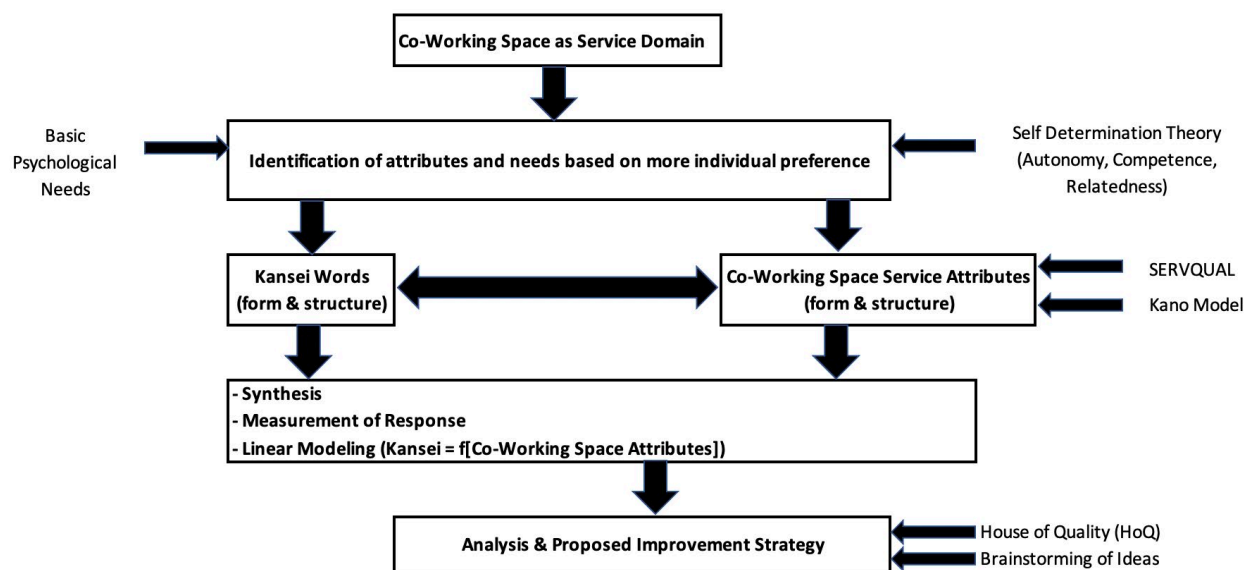 Co-Working Space as Service Domain
Basic
Psychological
Needs
Identification of attributes and needs based on more individual preference
Self Determination Theory
(Autonomy, Competence,
Relatedness)
Kansei Words
(form & structure)
Co-Working Space Service Attributes
(form & structure)
SERVQUAL
Kano Model
- Synthesis
- Measurement of Response
- Linear Modeling (Kansei = f[Co-Working Space Attributes])
Analysis & Proposed Improvement Strategy
House of Quality (HoQ)
Brainstorming of Ideas